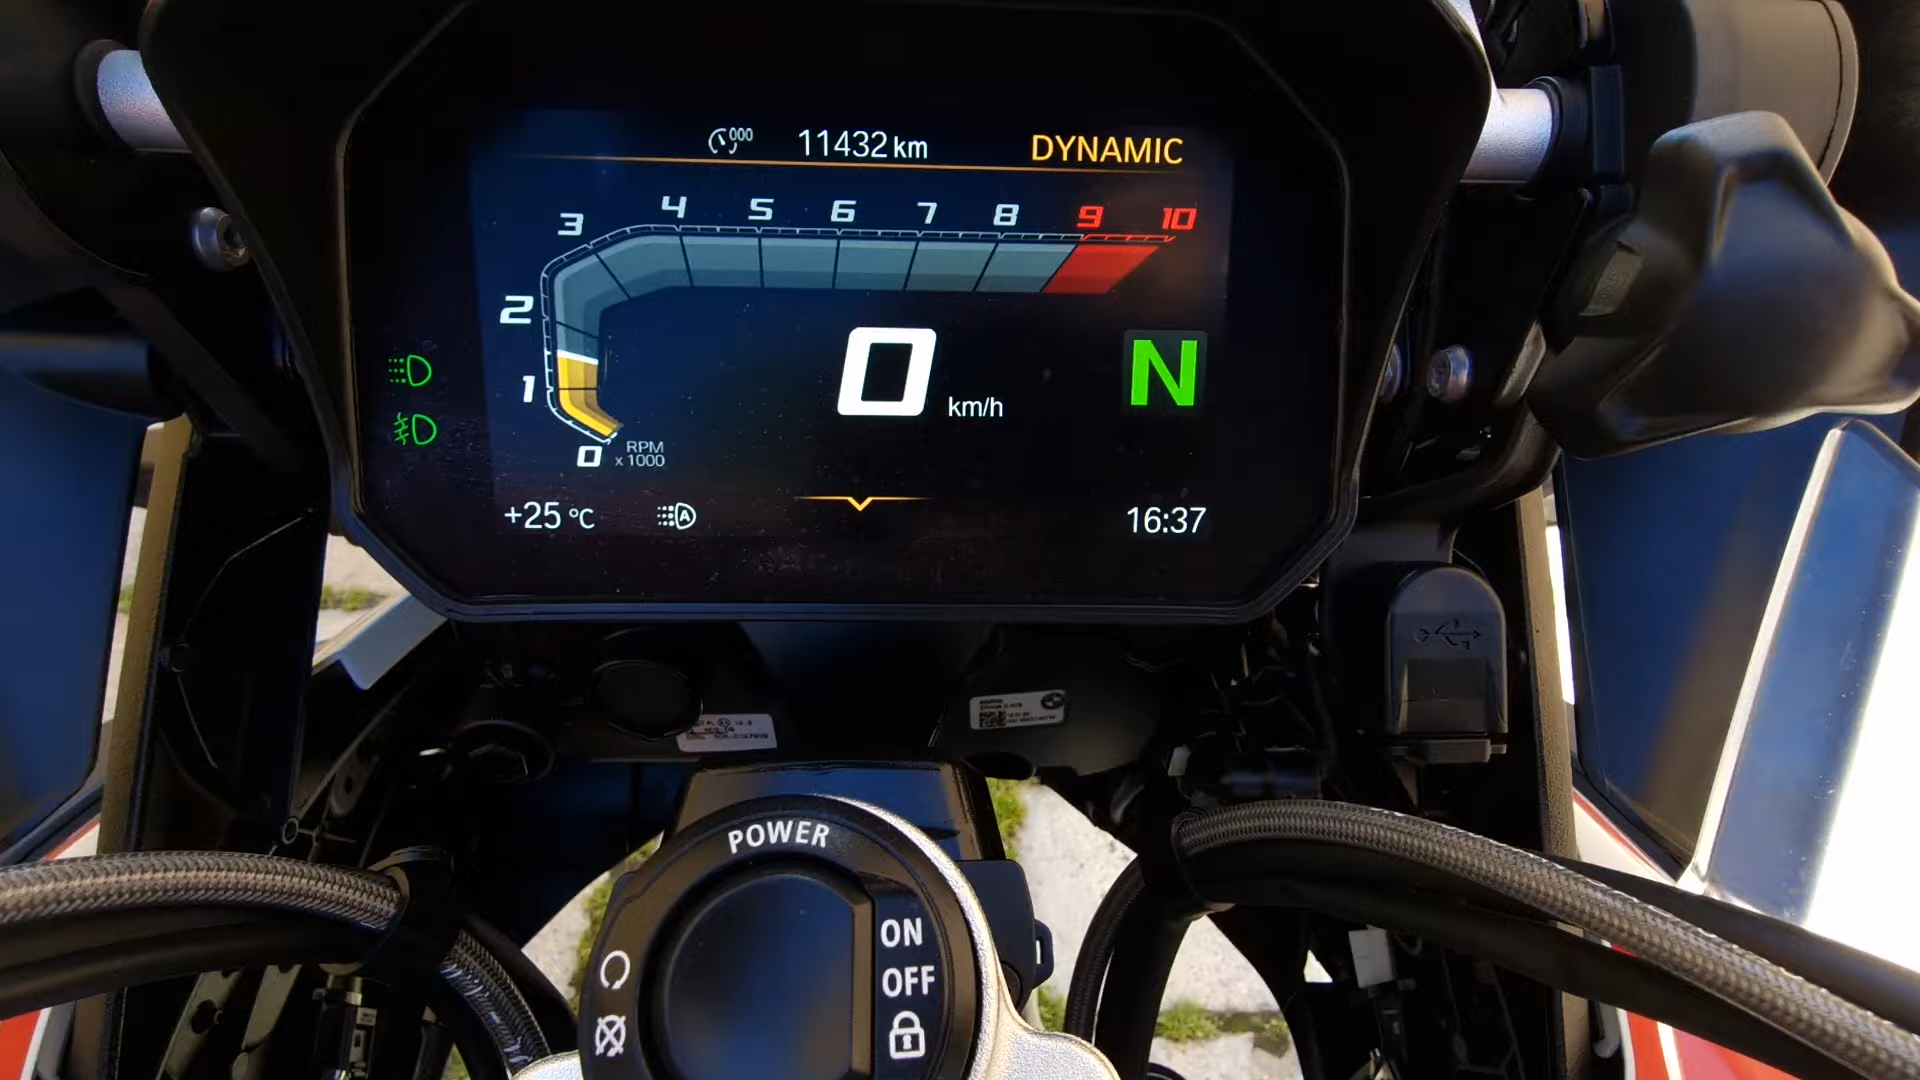 000 11432 km DYNAMIC
3 4 5 6 7 8 9 10
2
1
0 km/h N
0 RPM x 1000
+25 °C A 16:37
POWER
ON
OFF